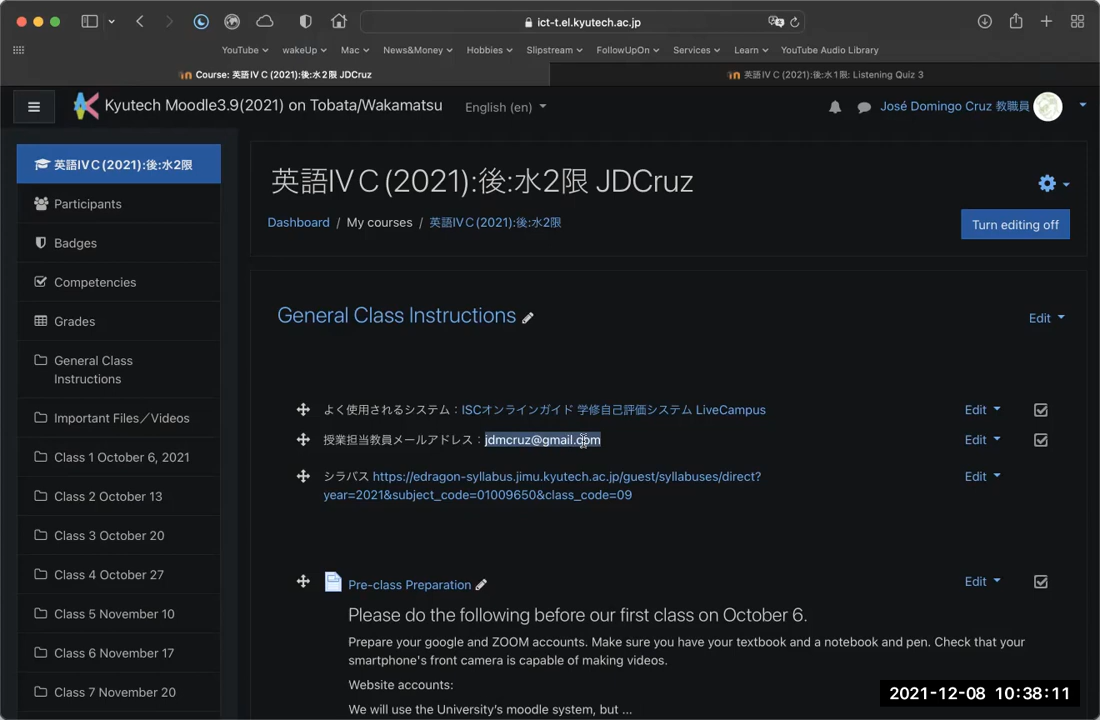 ict-t.el.kyutech.ac.jp
YouTube
wakeUp
Mac
News&Money
Hobbies
Slipstream
FollowUpOn
Services
Learn
YouTube Audio Library
Course: 英語Ⅳ C (2021):後:水2限 JDCruz
英語Ⅳ C (2021):後:水1限: Listening Quiz 3
Kyutech Moodle3.9(2021) on Tobata/Wakamatsu
English (en)
José Domingo Cruz 教職員
英語Ⅳ C (2021):後:水2限
Participants
Badges
Competencies
Grades
General Class
Instructions
Important Files／Videos
Class 1 October 6, 2021
Class 2 October 13
Class 3 October 20
Class 4 October 27
Class 5 November 10
Class 6 November 17
Class 7 November 20
英語Ⅳ C (2021):後:水2限 JDCruz
Dashboard / My courses / 英語Ⅳ C (2021):後:水2限
Turn editing off
General Class Instructions
Edit
よく使用されるシステム：ISCオンラインガイド 学修自己評価システム LiveCampus
Edit
授業担当教員メールアドレス：jdmcruz@gmail.com
Edit
シラバス https://edragon-syllabus.jimu.kyutech.ac.jp/guest/syllabuses/direct?
year=2021&subject_code=01009650&class_code=09
Edit
Pre-class Preparation
Edit
Please do the following before our first class on October 6.
Prepare your google and ZOOM accounts. Make sure you have your textbook and a notebook and pen. Check that your
smartphone's front camera is capable of making videos.
Website accounts:
We will use the University's moodle system, but ...
2021-12-08 10:38:11